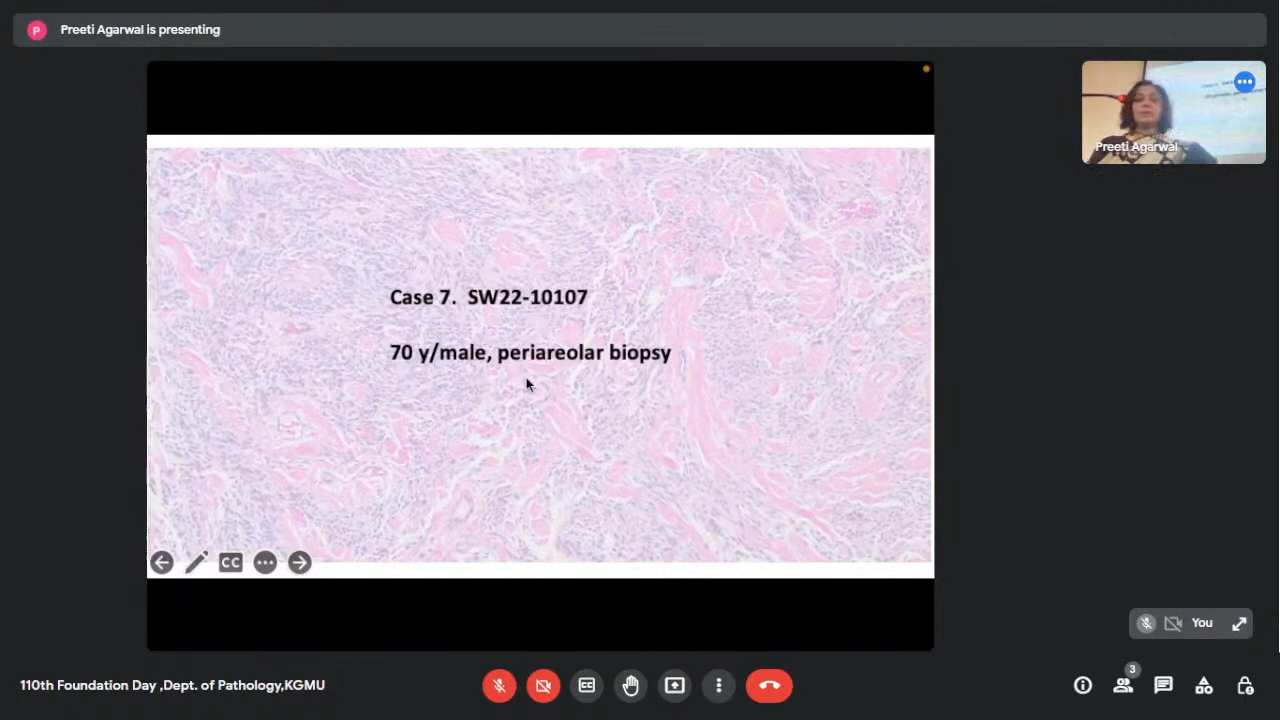 P
Preeti Agarwal is presenting
Preeti Agarwal
Case 7. SW22-10107
70 y/male, periareolar biopsy
CC
You
110th Foundation Day ,Dept. of Pathology,KGMU
3